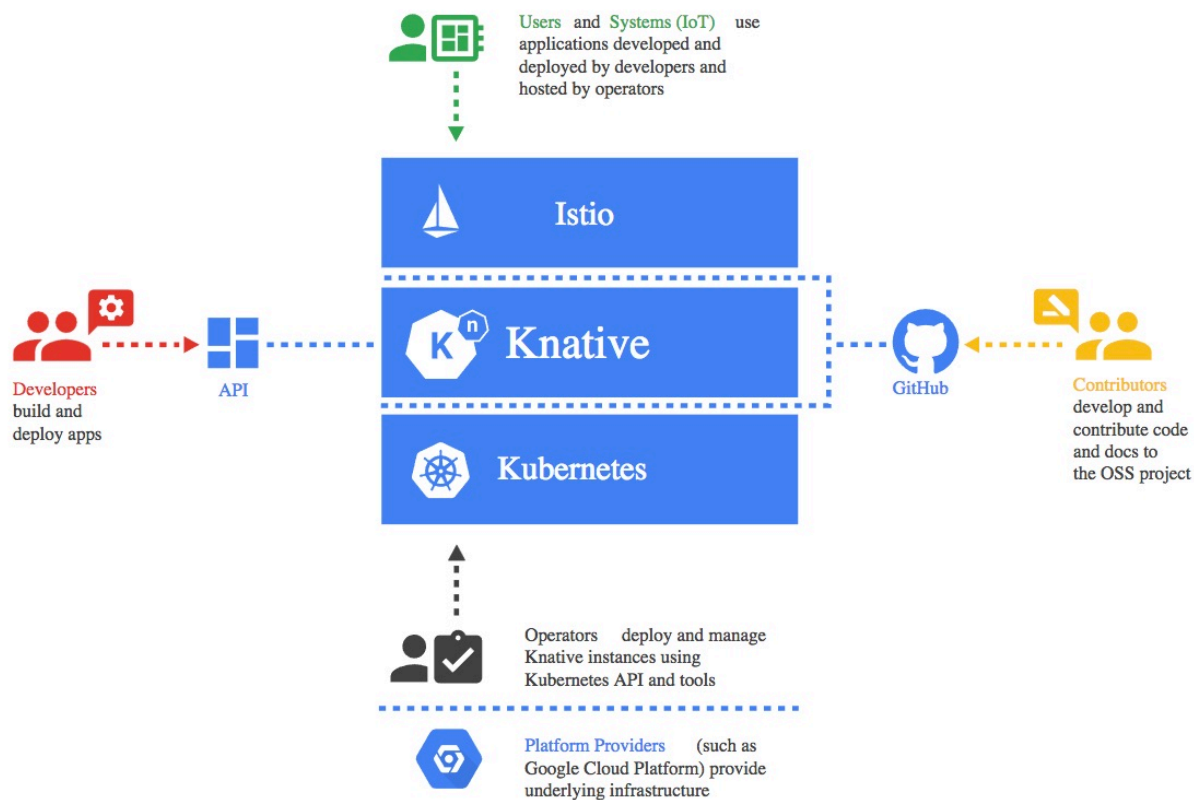 Users and Systems (IoT) use
applications developed and
deployed by developers and
hosted by operators
Istio
K
n
Knative
Developers
build and
deploy apps
API
GitHub
Contributors
develop and
contribute code
and docs to
the OSS project
Kubernetes
Operators deploy and manage
Knative instances using
Kubernetes API and tools
Platform Providers (such as
Google Cloud Platform) provide
underlying infrastructure